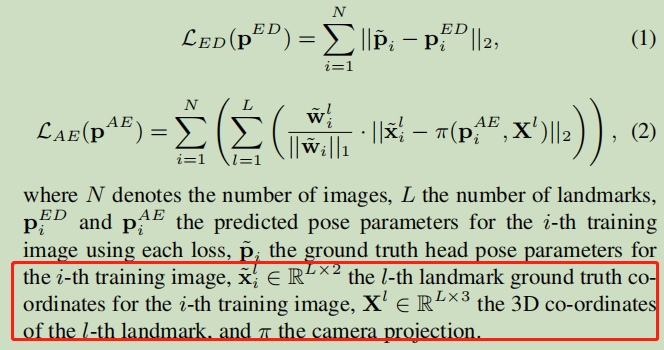 $\mathcal{L}_{ED}(\mathbf{p}^{ED}) = \sum_{i=1}^{N} ||\tilde{\mathbf{p}}_i - \mathbf{p}_i^{ED}||_2,$ (1)
$\mathcal{L}_{AE}(\mathbf{p}^{AE}) = \sum_{i=1}^{N} \left( \sum_{l=1}^{L} \left( \frac{\tilde{\mathbf{w}}_i^l}{||\tilde{\mathbf{w}}_i||_1} \cdot ||\tilde{\mathbf{x}}_i^l - \pi(\mathbf{p}_i^{AE}, \mathbf{X}^l)||_2 \right) \right),$ (2)
where $N$ denotes the number of images, $L$ the number of landmarks,
$\mathbf{p}_i^{ED}$ and $\mathbf{p}_i^{AE}$ the predicted pose parameters for the $i$-th training
image using each loss, $\tilde{\mathbf{p}}_i$ the ground truth head pose parameters for
the $i$-th training image, $\tilde{\mathbf{x}}_i^l \in \mathbb{R}^{L \times 2}$ the $l$-th landmark ground truth co-
ordinates for the $i$-th training image, $\mathbf{X}^l \in \mathbb{R}^{L \times 3}$ the 3D co-ordinates
of the $l$-th landmark, and $\pi$ the camera projection.